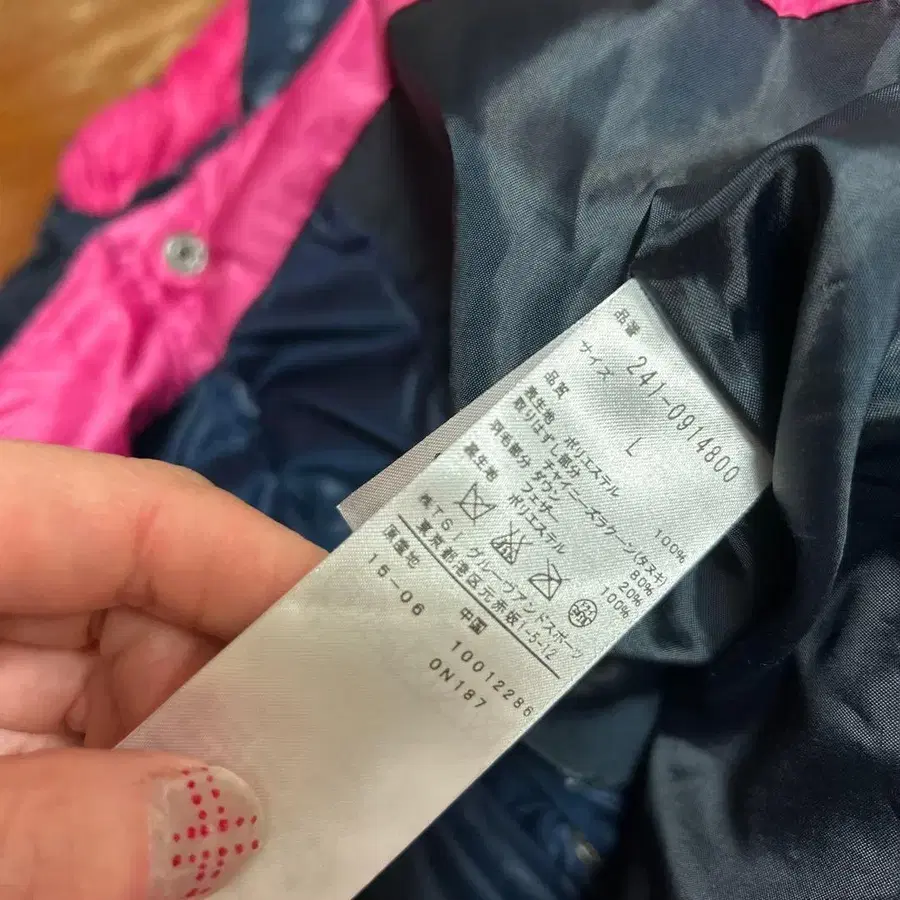 品番 241-0914800
サイズ L
品質
表生地 ポリエステル 100%
取りはずし部分 チャイニーズラクーン(タヌキ)
羽毛部分 ダウン 80%
フェザー 20%
裏生地 ポリエステル 100%
㈱TSIグルーヴアンドスポーツ
東京都港区元赤坂1-5-12
原産地 中国 10012286
15-06 0N187